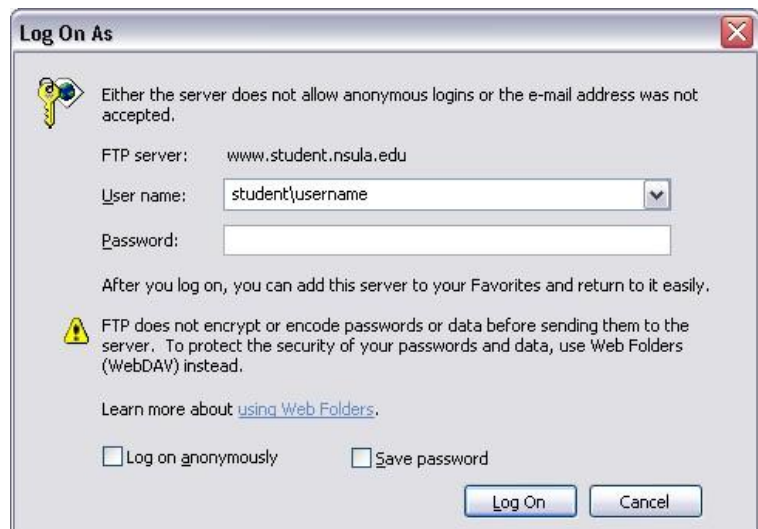 Log On As
Either the server does not allow anonymous logins or the e-mail address was not
accepted.
FTP server: www.student.nsula.edu
User name: student\username
Password:
After you log on, you can add this server to your Favorites and return to it easily.
FTP does not encrypt or encode passwords or data before sending them to the
server. To protect the security of your passwords and data, use Web Folders
(WebDAV) instead.
Learn more about using Web Folders.
Log on anonymously Save password
Log On Cancel